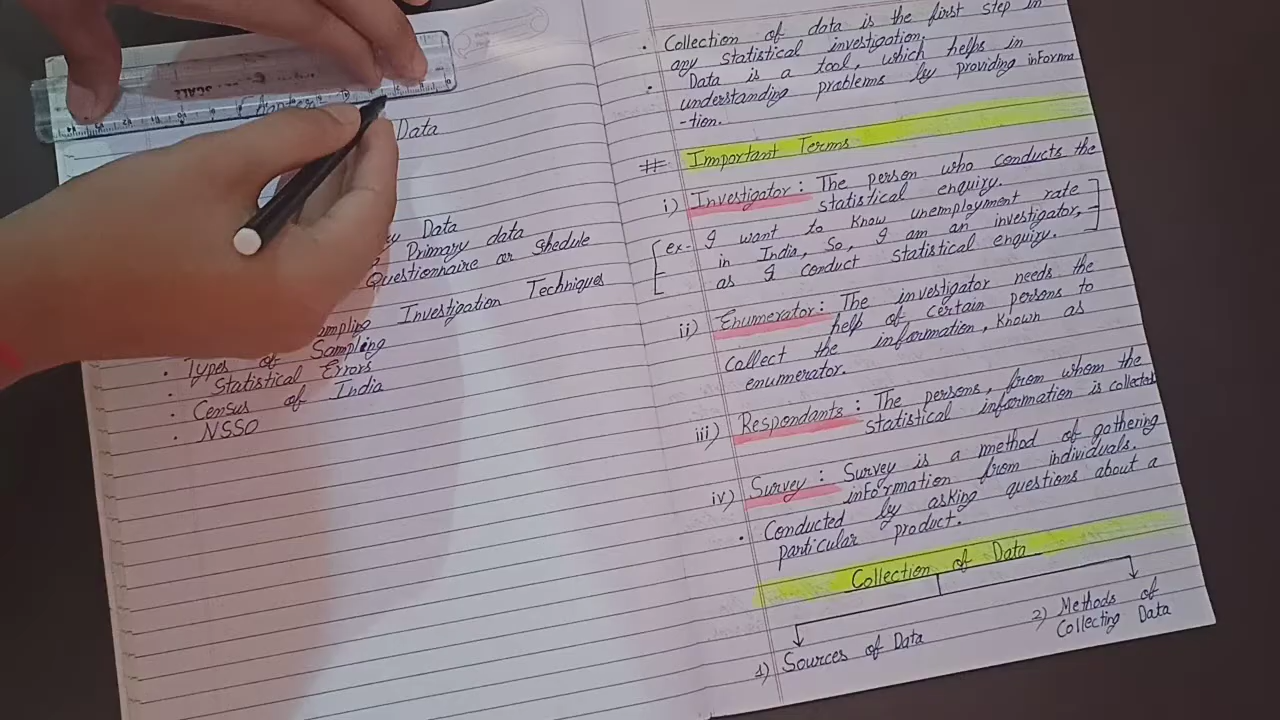 Data
Data
Primary data
Questionnaire or Shedule
Investigation Techniques
Sampling
. Types of Sampling
. Statistical Errors
. Census of India
. NSSO
. Collection of data is the first step in
any statistical investigation.
. Data is a tool, which helps in
understanding problems by providing informa
-tion.
# Important Terms
i) Investigator : The person who conducts the
statistical enquiry.
[ex- I want to know unemployment rate
in India, So, I am an investigator,
as I conduct statistical enquiry.]
ii) Enumerator : The investigator needs the
help of certain persons to
Collect the information, known as
enumerator.
iii) Respondants : The persons, from whom the
statistical information is collected
iv) Survey : Survey is a method of gathering
information from individuals.
. Conducted by asking questions about a
particular product.
Collection of Data
1) Sources of Data
2) Methods of
Collecting Data